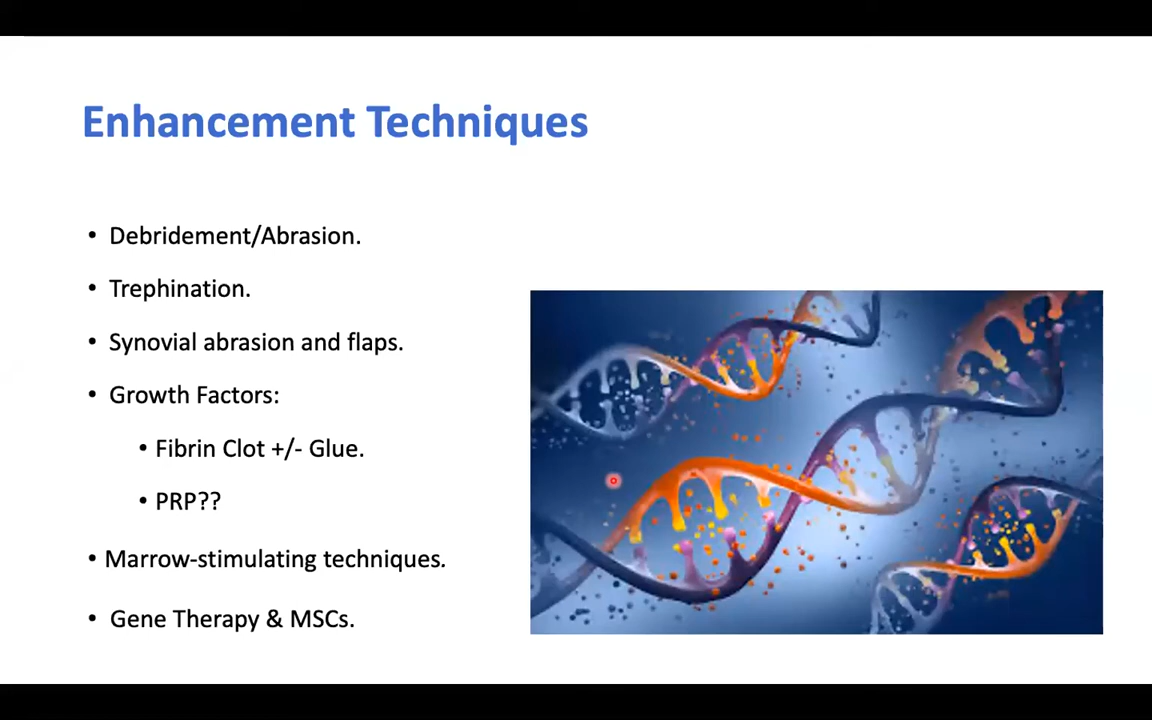 Enhancement Techniques
• Debridement/Abrasion.
• Trephination.
• Synovial abrasion and flaps.
• Growth Factors:
• Fibrin Clot +/- Glue.
• PRP??
• Marrow-stimulating techniques.
• Gene Therapy & MSCs.